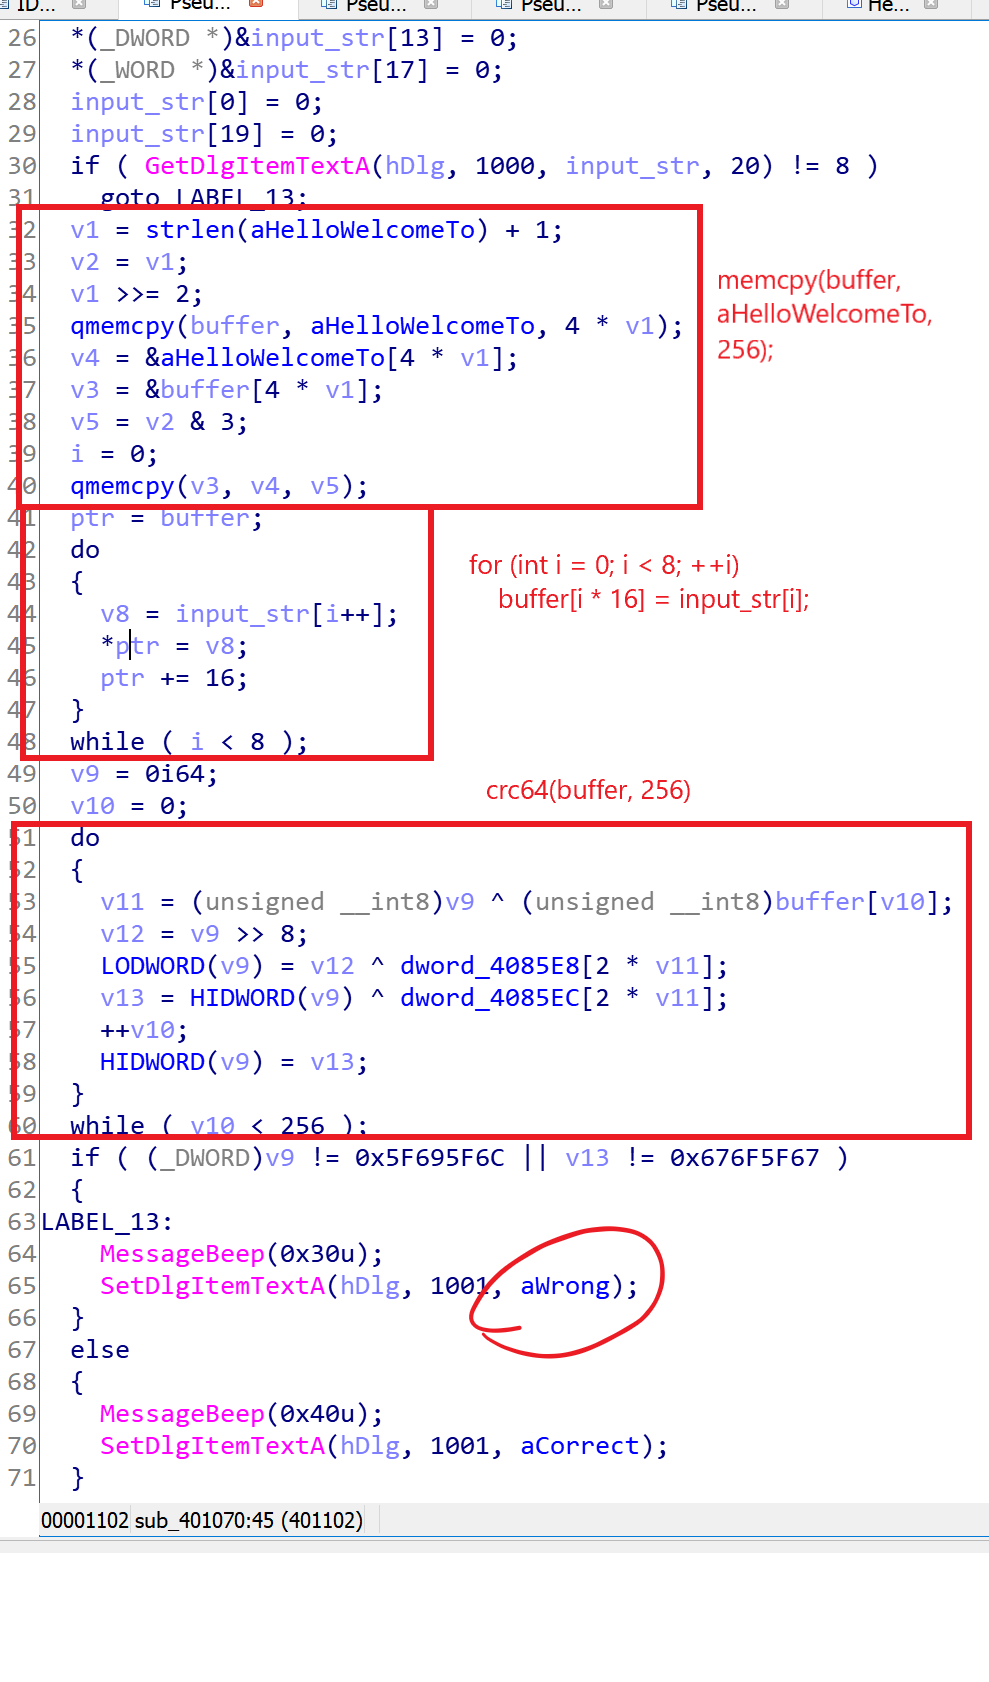 ID... Pseu... Pseu... Pseu... Pseu... He...
26 *(_DWORD *)&input_str[13] = 0;
27 *(_WORD *)&input_str[17] = 0;
28 input_str[0] = 0;
29 input_str[19] = 0;
30 if ( GetDlgItemTextA(hDlg, 1000, input_str, 20) != 8 )
31 goto LABEL_13;
32 v1 = strlen(aHelloWelcomeTo) + 1;
33 v2 = v1;
34 v1 >>= 2;
35 qmemcpy(buffer, aHelloWelcomeTo, 4 * v1);
36 v4 = &aHelloWelcomeTo[4 * v1];
37 v3 = &buffer[4 * v1];
38 v5 = v2 & 3;
39 i = 0;
40 qmemcpy(v3, v4, v5);
memcpy(buffer,
aHelloWelcomeTo,
256);
41 ptr = buffer;
42 do
43 {
44 v8 = input_str[i++];
45 *ptr = v8;
46 ptr += 16;
47 }
48 while ( i < 8 );
for (int i = 0; i < 8; ++i)
buffer[i * 16] = input_str[i];
49 v9 = 0i64;
50 v10 = 0;
crc64(buffer, 256)
51 do
52 {
53 v11 = (unsigned __int8)v9 ^ (unsigned __int8)buffer[v10];
54 v12 = v9 >> 8;
55 LODWORD(v9) = v12 ^ dword_4085E8[2 * v11];
56 v13 = HIDWORD(v9) ^ dword_4085EC[2 * v11];
57 ++v10;
58 HIDWORD(v9) = v13;
59 }
60 while ( v10 < 256 );
61 if ( (_DWORD)v9 != 0x5F695F6C || v13 != 0x676F5F67 )
62 {
63 LABEL_13:
64 MessageBeep(0x30u);
65 SetDlgItemTextA(hDlg, 1001, aWrong);
66 }
67 else
68 {
69 MessageBeep(0x40u);
70 SetDlgItemTextA(hDlg, 1001, aCorrect);
71 }
00001102 sub_401070:45 (401102)